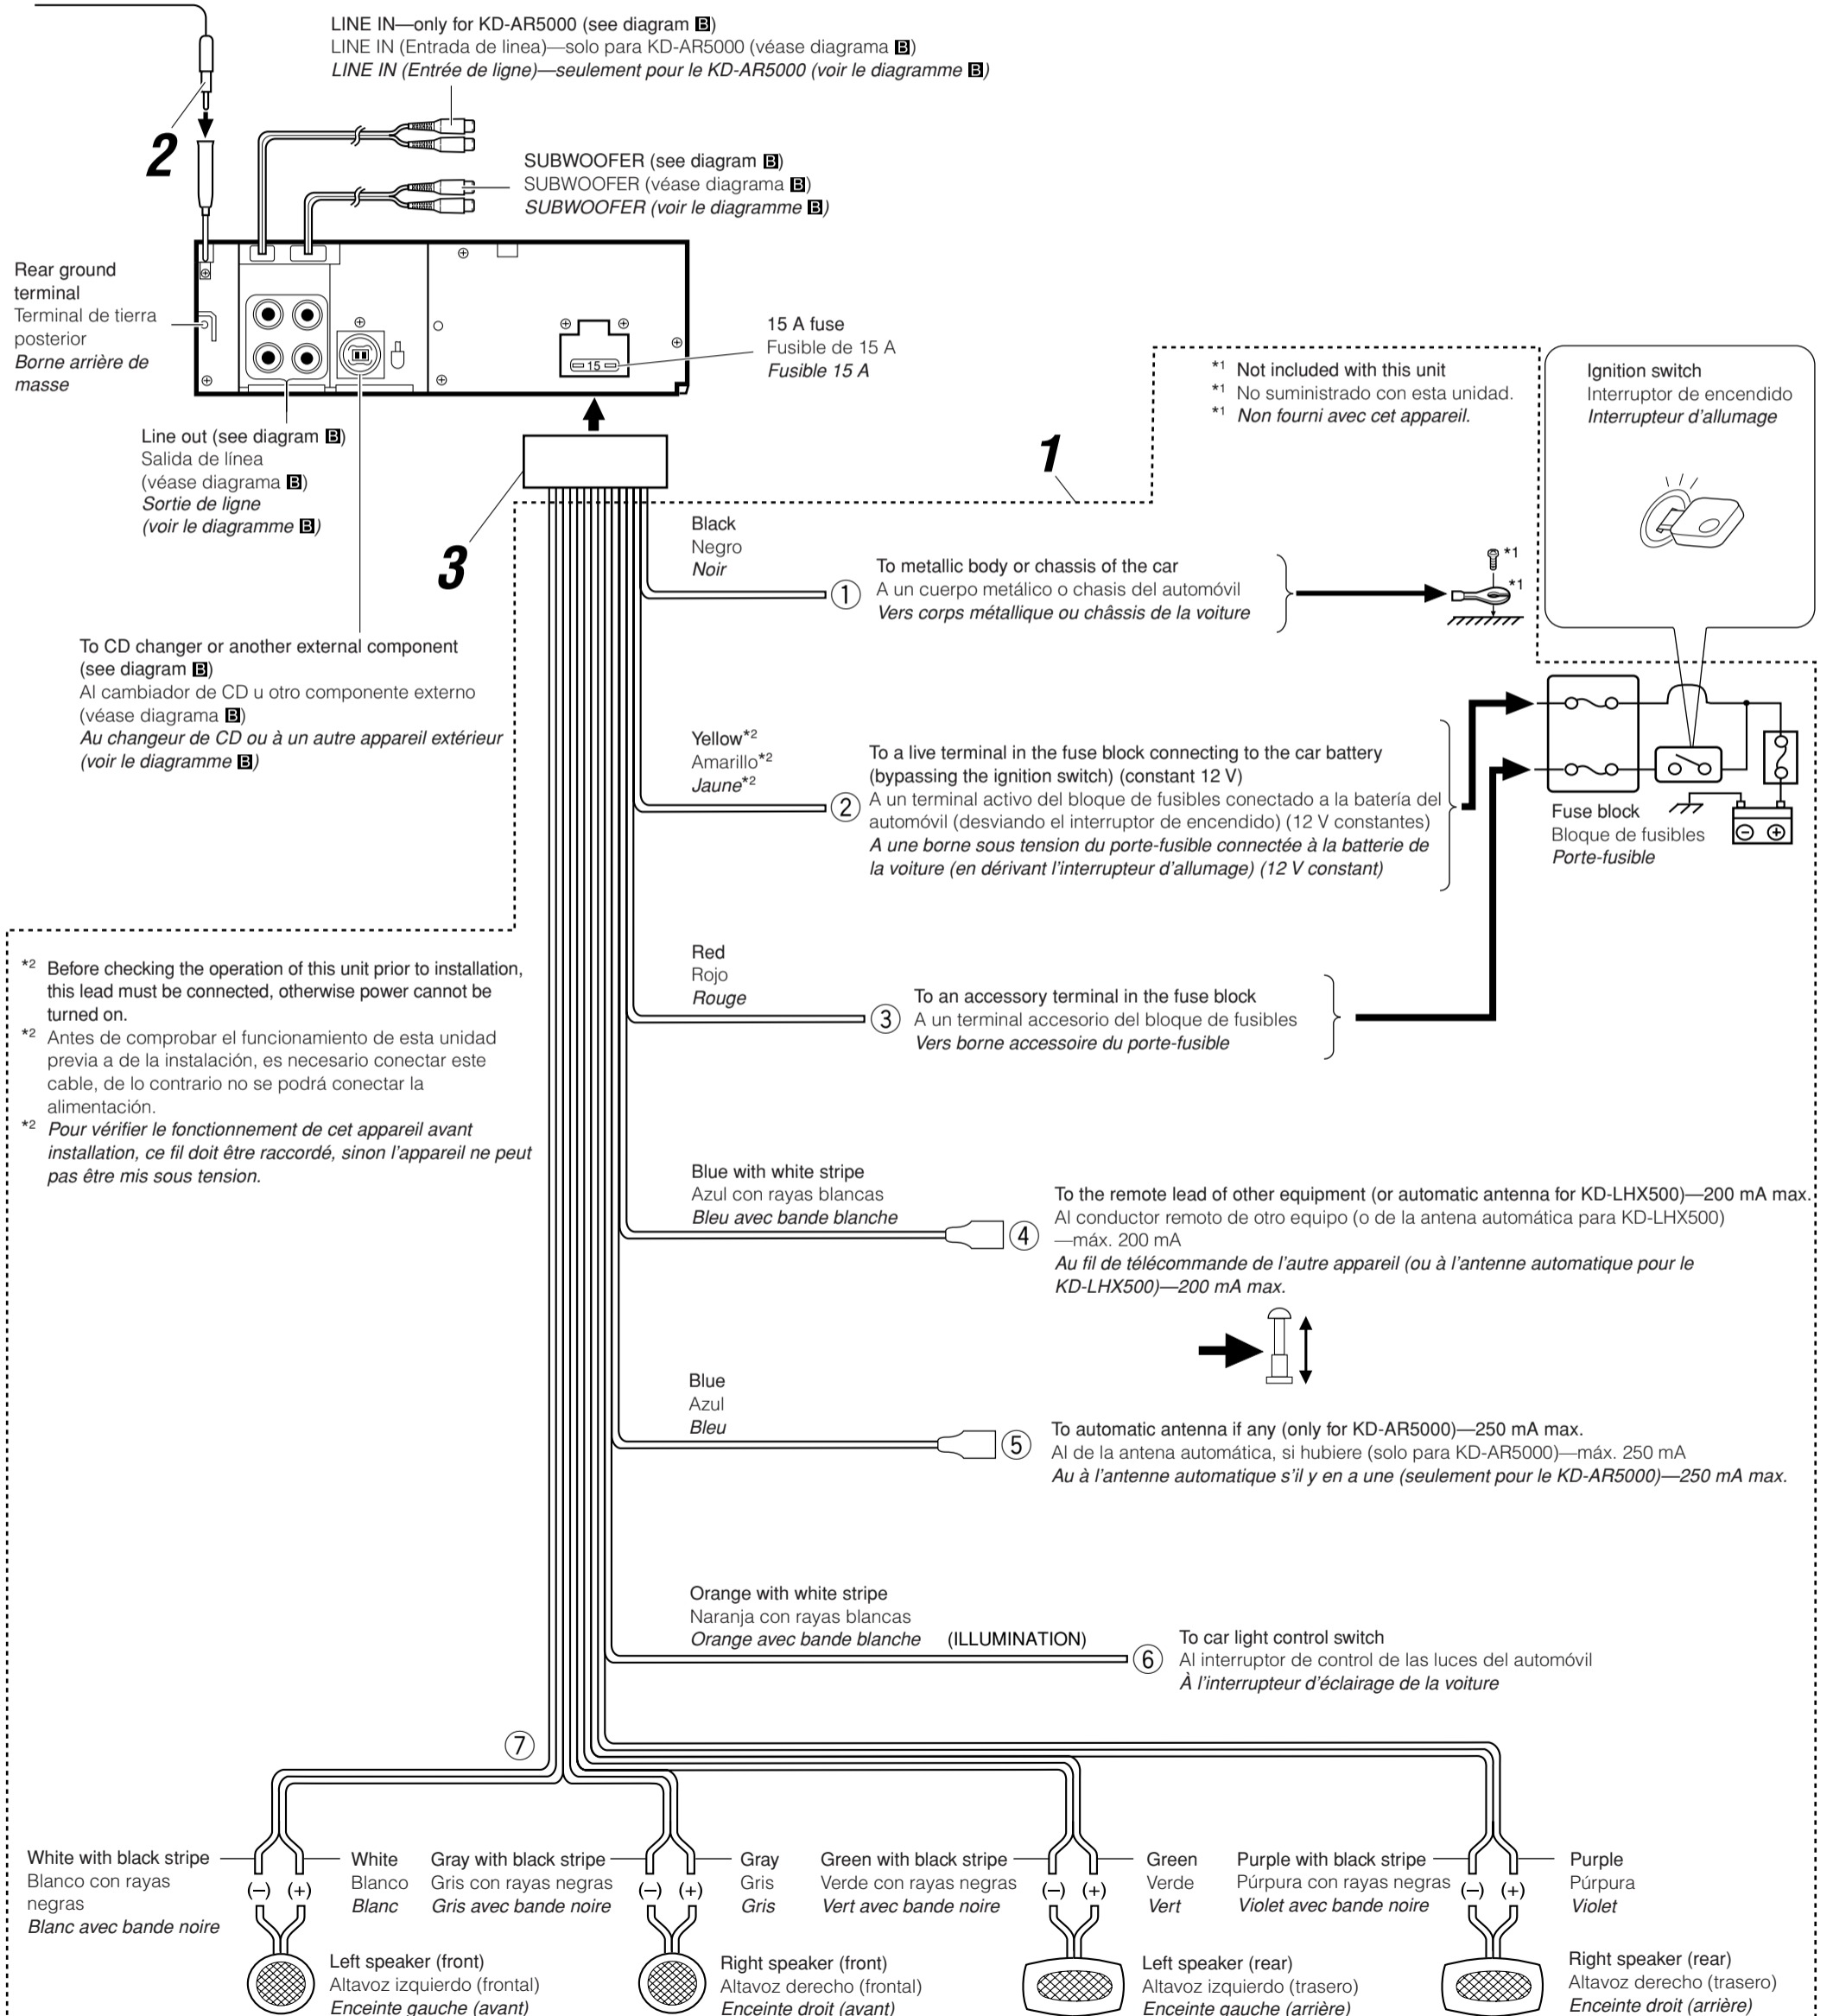 LINE IN—only for KD-AR5000 (see diagram B)
LINE IN (Entrada de linea)—solo para KD-AR5000 (véase diagrama B)
LINE IN (Entrée de ligne)—seulement pour le KD-AR5000 (voir le diagramme B)
2
SUBWOOFER (see diagram B)
SUBWOOFER (véase diagrama B)
SUBWOOFER (voir le diagramme B)
Rear ground
terminal
Terminal de tierra
posterior
Borne arrière de
masse
15
15 A fuse
Fusible de 15 A
Fusible 15 A
*1 Not included with this unit
*1 No suministrado con esta unidad.
*1 Non fourni avec cet appareil.
Ignition switch
Interruptor de encendido
Interrupteur d'allumage
Line out (see diagram B)
Salida de línea
(véase diagrama B)
Sortie de ligne
(voir le diagramme B)
1
3
Black
Negro
Noir
1
To metallic body or chassis of the car
A un cuerpo metálico o chasis del automóvil
Vers corps métallique ou châssis de la voiture
*1
*1
To CD changer or another external component
(see diagram B)
Al cambiador de CD u otro componente externo
(véase diagrama B)
Au changeur de CD ou à un autre appareil extérieur
(voir le diagramme B)
Yellow*2
Amarillo*2
Jaune*2
2
To a live terminal in the fuse block connecting to the car battery
(bypassing the ignition switch) (constant 12 V)
A un terminal activo del bloque de fusibles conectado a la batería del
automóvil (desviando el interruptor de encendido) (12 V constantes)
A une borne sous tension du porte-fusible connectée à la batterie de
la voiture (en dérivant l'interrupteur d'allumage) (12 V constant)
Fuse block
Bloque de fusibles
Porte-fusible
*2 Before checking the operation of this unit prior to installation,
this lead must be connected, otherwise power cannot be
turned on.
*2 Antes de comprobar el funcionamiento de esta unidad
previa a de la instalación, es necesario conectar este
cable, de lo contrario no se podrá conectar la
alimentación.
*2 Pour vérifier le fonctionnement de cet appareil avant
installation, ce fil doit être raccordé, sinon l'appareil ne peut
pas être mis sous tension.
Red
Rojo
Rouge
3
To an accessory terminal in the fuse block
A un terminal accesorio del bloque de fusibles
Vers borne accessoire du porte-fusible
Blue with white stripe
Azul con rayas blancas
Bleu avec bande blanche
4
To the remote lead of other equipment (or automatic antenna for KD-LHX500)—200 mA max.
Al conductor remoto de otro equipo (o de la antena automática para KD-LHX500)
—máx. 200 mA
Au fil de télécommande de l'autre appareil (ou à l'antenne automatique pour le
KD-LHX500)—200 mA max.
Blue
Azul
Bleu
5
To automatic antenna if any (only for KD-AR5000)—250 mA max.
Al de la antena automática, si hubiere (solo para KD-AR5000)—máx. 250 mA
Au à l'antenne automatique s'il y en a une (seulement pour le KD-AR5000)—250 mA max.
Orange with white stripe
Naranja con rayas blancas
Orange avec bande blanche (ILLUMINATION)
6
To car light control switch
Al interruptor de control de las luces del automóvil
À l'interrupteur d'éclairage de la voiture
7
White with black stripe
Blanco con rayas
negras
Blanc avec bande noire
(–) (+)
White
Blanco
Blanc
Gray with black stripe
Gris con rayas negras
Gris avec bande noire
(–) (+)
Gray
Gris
Gris
Green with black stripe
Verde con rayas negras
Vert avec bande noire
(–) (+)
Green
Verde
Vert
Purple with black stripe
Púrpura con rayas negras
Violet avec bande noire
(–) (+)
Purple
Púrpura
Violet
Left speaker (front)
Altavoz izquierdo (frontal)
Enceinte gauche (avant)
Right speaker (front)
Altavoz derecho (frontal)
Enceinte droit (avant)
Left speaker (rear)
Altavoz izquierdo (trasero)
Enceinte gauche (arrière)
Right speaker (rear)
Altavoz derecho (trasero)
Enceinte droit (arrière)